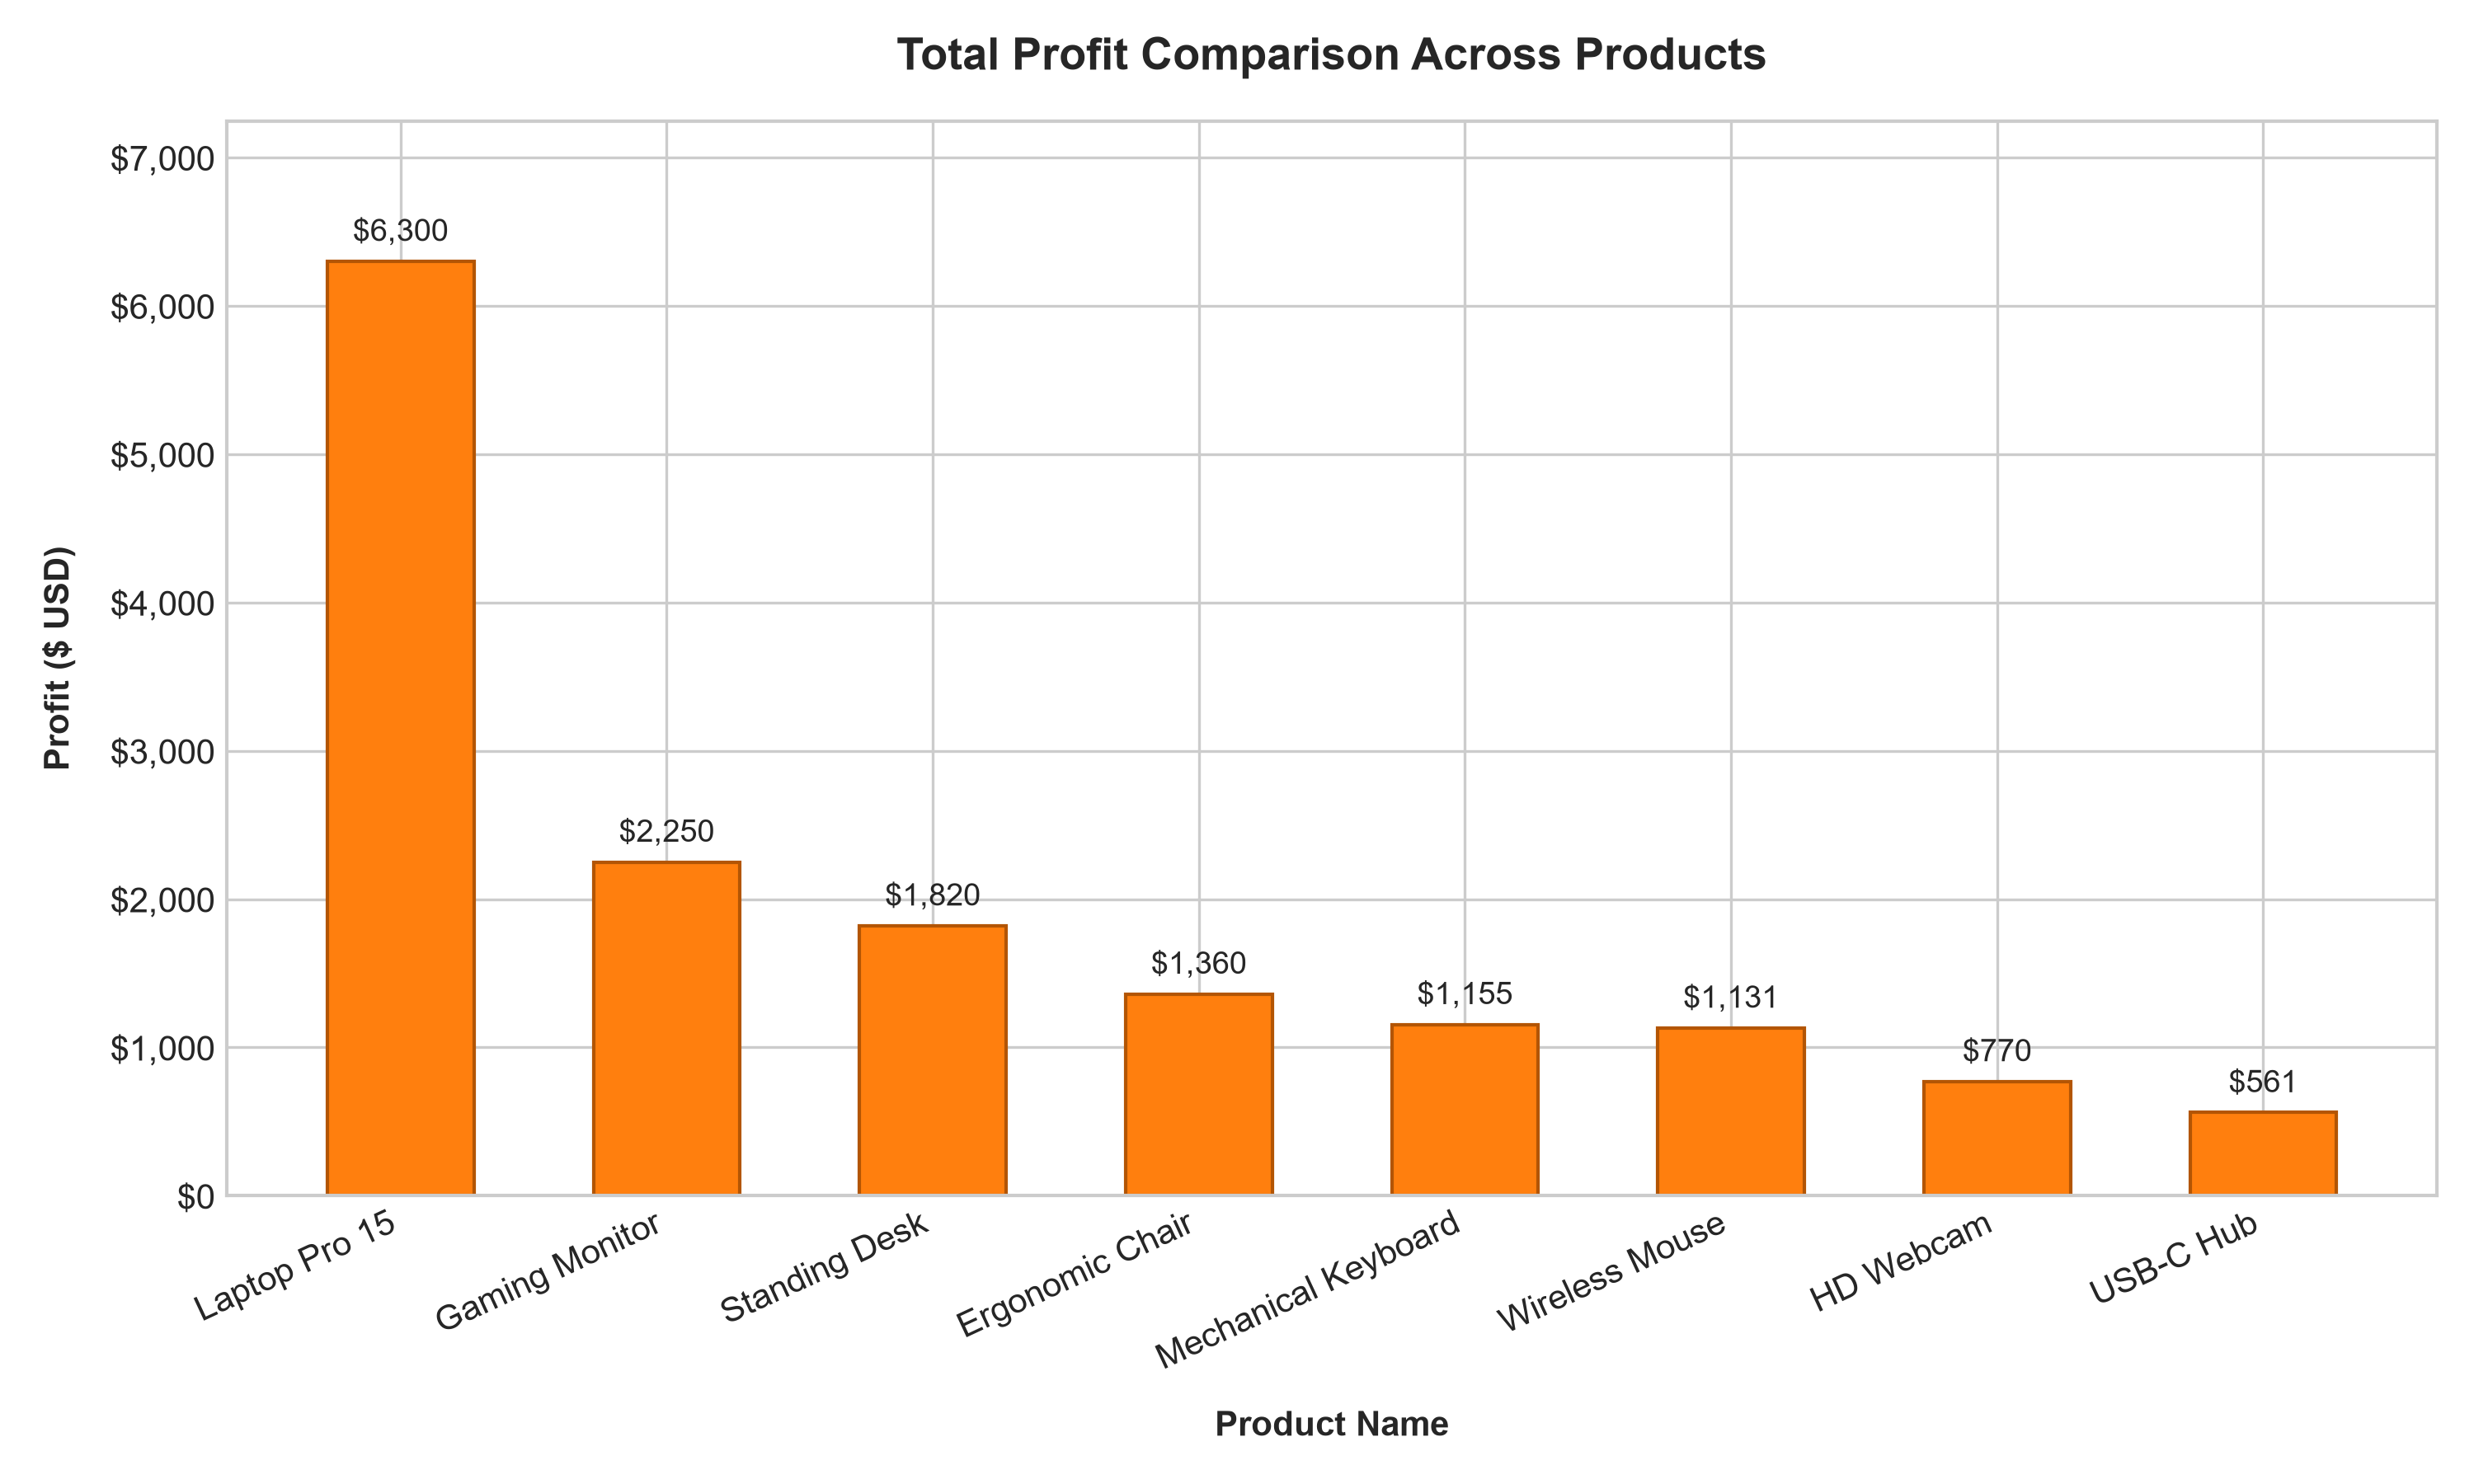 Total Profit Comparison Across Products
Profit ($ USD)
$7,000
$6,000
$5,000
$4,000
$3,000
$2,000
$1,000
$0
$6,300
$2,250
$1,820
$1,360
$1,155
$1,131
$770
$561
Laptop Pro 15
Gaming Monitor
Standing Desk
Ergonomic Chair
Mechanical Keyboard
Wireless Mouse
HD Webcam
USB-C Hub
Product Name